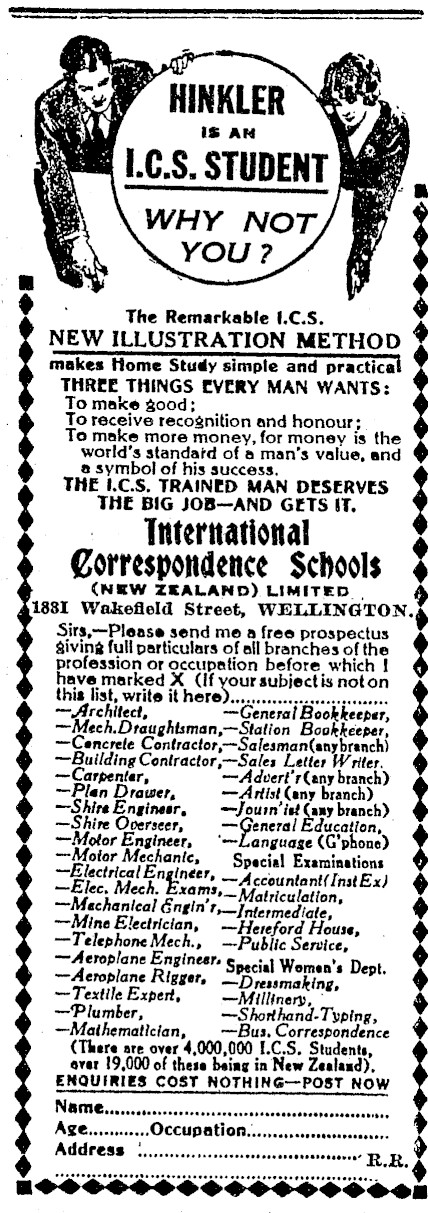 HINKLER
IS AN
I.C.S. STUDENT
WHY NOT
YOU?
The Remarkable I.C.S.
NEW ILLUSTRATION METHOD
makes Home Study simple and practical
THREE THINGS EVERY MAN WANTS:
To make good;
To receive recognition and honour;
To make more money, for money is the
world's standard of a man's value, and
a symbol of his success.
THE I.C.S. TRAINED MAN DESERVES
THE BIG JOB—AND GETS IT.
International
Correspondence Schools
(NEW ZEALAND) LIMITED
1881 Wakefield Street, WELLINGTON.
Sirs,—Please send me a free prospectus
giving full particulars of all branches of the
profession or occupation before which I
have marked X (If your subject is not on
this list, write it here)..............................
—Architect,
—Mech. Draughtsman,
—Concrete Contractor,
—Building Contractor,
—Carpenter,
—Plan Drawer,
—Shire Engineer,
—Shire Overseer,
—Motor Engineer,
—Motor Mechanic,
—Electrical Engineer,
—Elec. Mech. Exams,
—Mechanical Engin'r,
—Mine Electrician,
—Telephone Mech.,
—Aeroplane Engineer,
—Aeroplane Rigger,
—Textile Expert,
—Plumber,
—Mathematician,
—General Bookkeeper,
—Station Bookkeeper,
—Salesman (any branch)
—Sales Letter Writer.
—Advert'r (any branch)
—Artist (any branch)
—Journ'ist (any branch)
—General Education,
—Language (G'phone)
Special Examinations
—Accountant (Inst Ex)
—Matriculation,
—Intermediate,
—Hereford House,
—Public Service,
Special Women's Dept.
—Dressmaking,
—Millinery,
—Shorthand-Typing,
—Bus. Correspondence
(There are over 4,000,000 I.C.S. Students,
over 19,000 of these being in New Zealand).
ENQUIRIES COST NOTHING—POST NOW
Name....................................................
Age............Occupation..........................
Address ................................................ R.R.